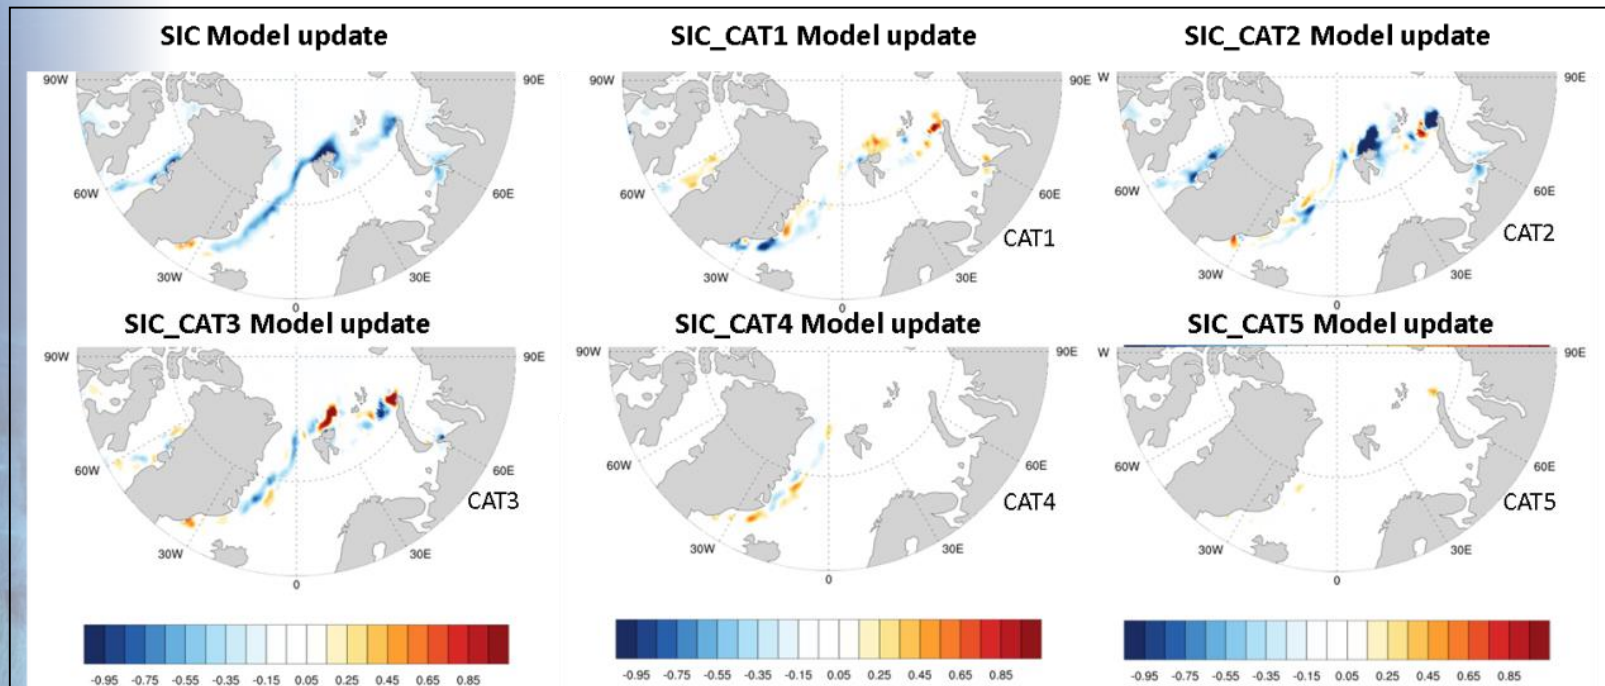 SIC Model update
SIC_CAT1 Model update
SIC_CAT2 Model update
90W
90E
90E
W
90E
60W
60E
60W
60E
60W
60E
CAT1
CAT2
30W
30E
30W
30E
30W
30E
0
0
0
SIC_CAT3 Model update
SIC_CAT4 Model update
SIC_CAT5 Model update
90W
90E
90W
90E
W
90E
60W
60E
60W
60E
60W
60E
CAT3
CAT4
CAT5
30W
30E
30W
30E
30W
30E
0
0
0
-0.95 -0.75 -0.55 -0.35 -0.15 0.05 0.25 0.45 0.65 0.85
-0.95 -0.75 -0.55 -0.35 -0.15 0.05 0.25 0.45 0.65 0.85
-0.95 -0.75 -0.55 -0.35 -0.15 0.05 0.25 0.45 0.65 0.85